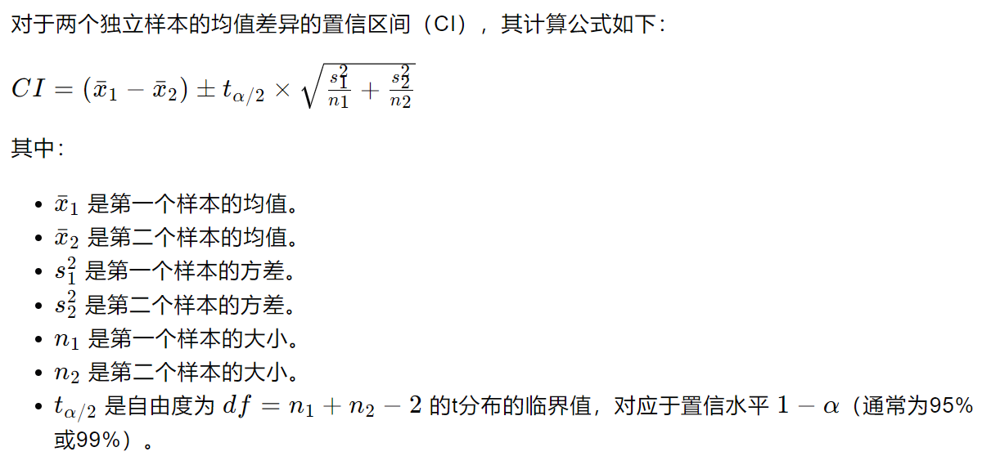 对于两个独立样本的均值差异的置信区间（CI），其计算公式如下：
$CI = (\bar{x}_1 - \bar{x}_2) \pm t_{\alpha/2} \times \sqrt{\frac{s_1^2}{n1} + \frac{s_2^2}{n2}}$
其中：
• $\bar{x}_1$ 是第一个样本的均值。
• $\bar{x}_2$ 是第二个样本的均值。
• $s_1^2$ 是第一个样本的方差。
• $s_2^2$ 是第二个样本的方差。
• $n_1$ 是第一个样本的大小。
• $n_2$ 是第二个样本的大小。
• $t_{\alpha/2}$ 是自由度为 $df = n_1 + n_2 - 2$ 的t分布的临界值，对应于置信水平 $1 - \alpha$（通常为95%
或99%）。